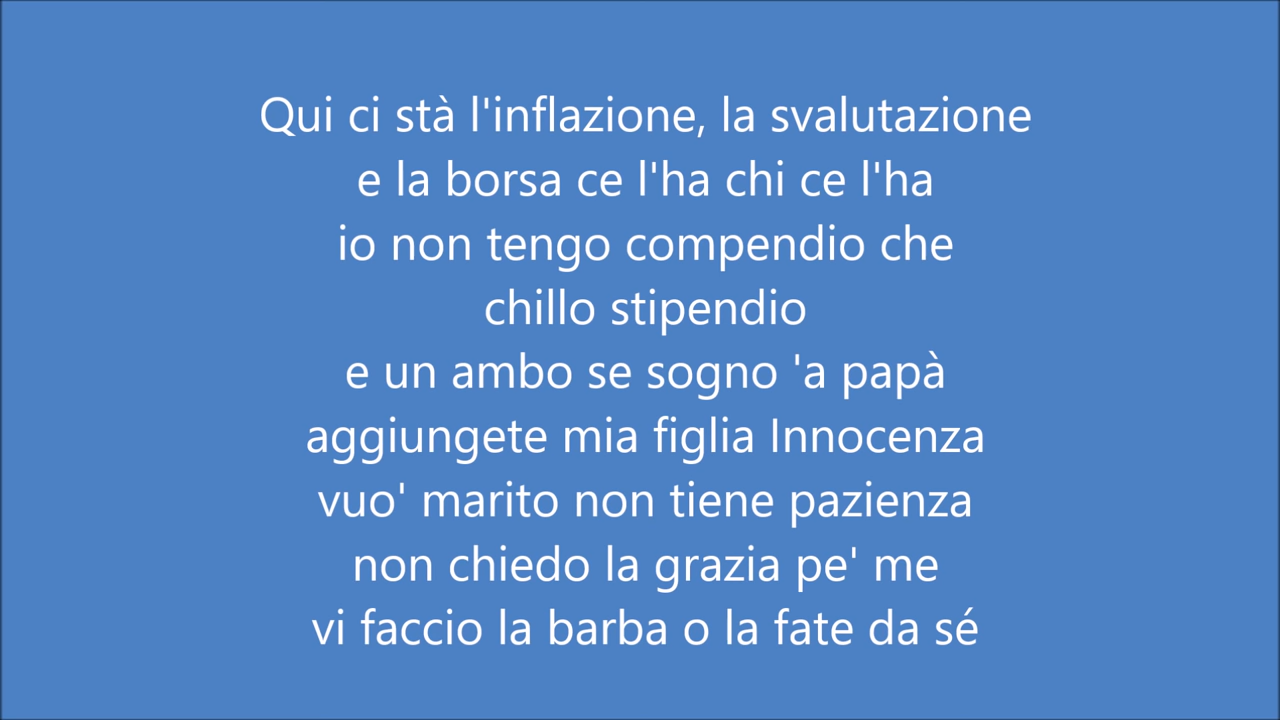 Qui ci stà l'inflazione, la svalutazione
e la borsa ce l'ha chi ce l'ha
io non tengo compendio che
chillo stipendio
e un ambo se sogno 'a papà
aggiungete mia figlia Innocenza
vuo' marito non tiene pazienza
non chiedo la grazia pe' me
vi faccio la barba o la fate da sé